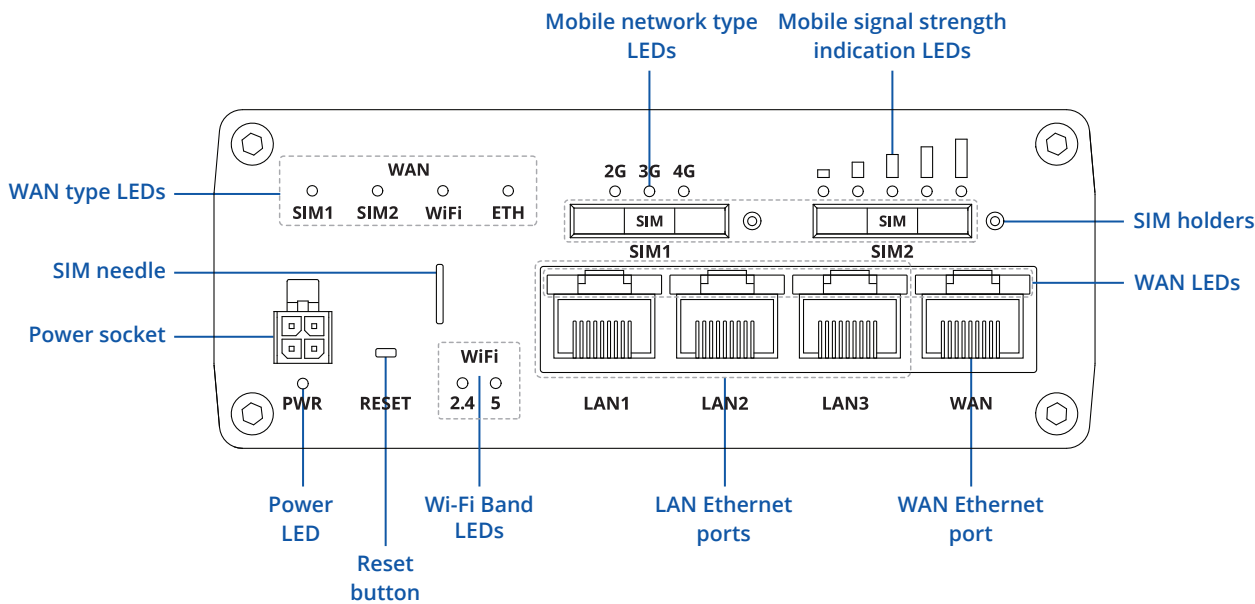 Mobile network type
LEDs
Mobile signal strength
indication LEDs
WAN type LEDs
WAN
SIM1 SIM2 WiFi ETH
2G 3G 4G
SIM
SIM1
SIM
SIM2
SIM holders
SIM needle
WAN LEDs
Power socket
WiFi
2.4 5
PWR
RESET
LAN1 LAN2 LAN3 WAN
Power
LED
Reset
button
Wi-Fi Band
LEDs
LAN Ethernet
ports
WAN Ethernet
port